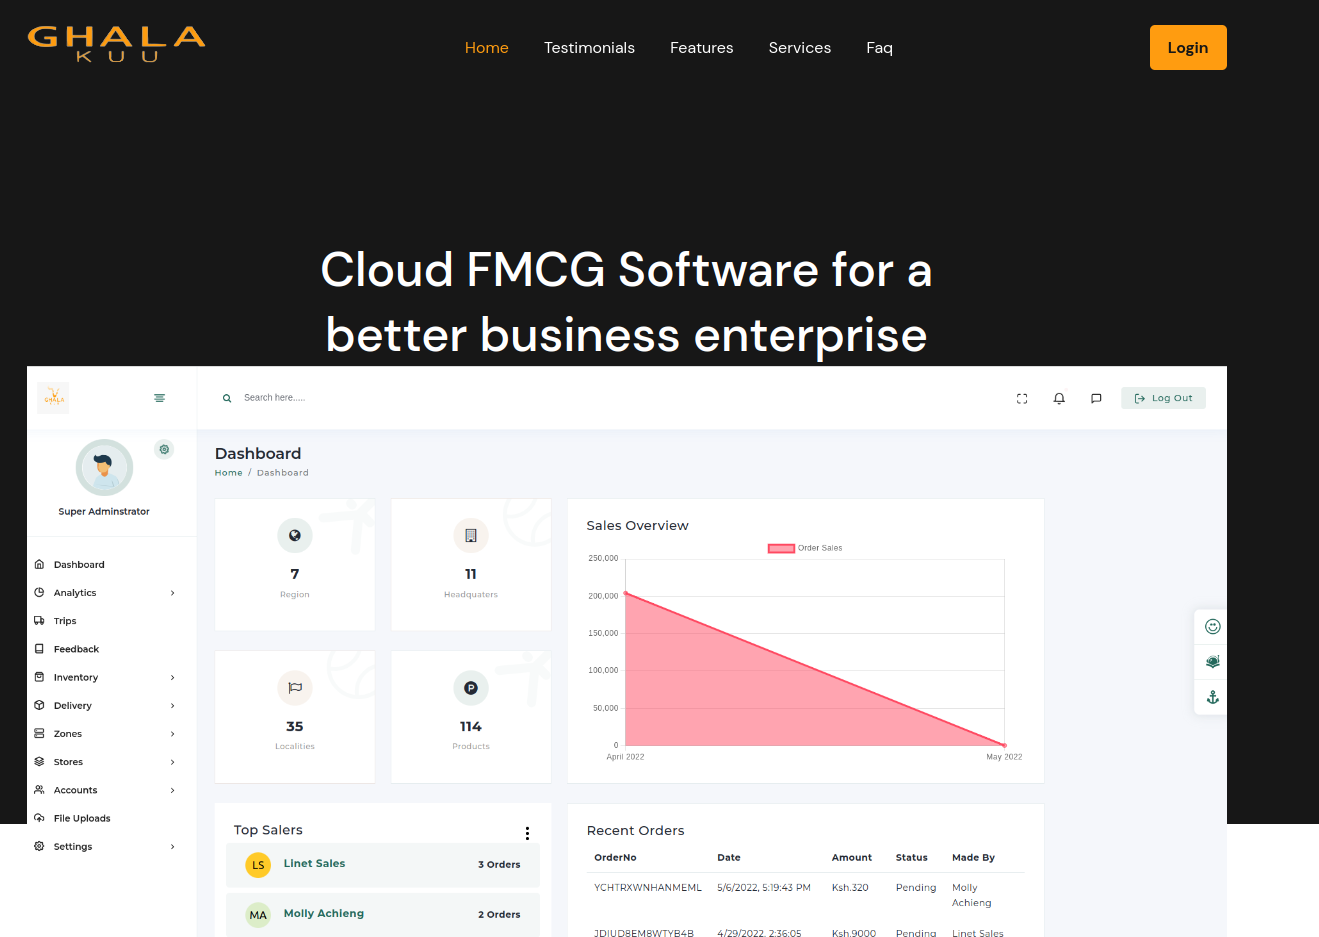 GHALA
KUU
Home Testimonials Features Services Faq
Login
Cloud FMCG Software for a
better business enterprise
GHALA
Search here.....
Log Out
Super Adminstrator
Dashboard
Analytics
Trips
Feedback
Inventory
Delivery
Zones
Stores
Accounts
File Uploads
Settings
Dashboard
Home / Dashboard
7
Region
11
Headquaters
35
Localities
P
114
Products
Sales Overview
Order Sales
250,000
200,000
150,000
100,000
50,000
0
April 2022
May 2022
Top Salers
LS Linet Sales 3 Orders
MA Molly Achieng 2 Orders
Recent Orders
OrderNo Date Amount Status Made By
YCHTRXWNHANMEML 5/6/2022, 5:19:43 PM Ksh.320 Pending Molly
Achieng
JDIUD8EM8WTYB4B 4/29/2022, 2:36:05 Ksh.9000 Pending Linet Sales